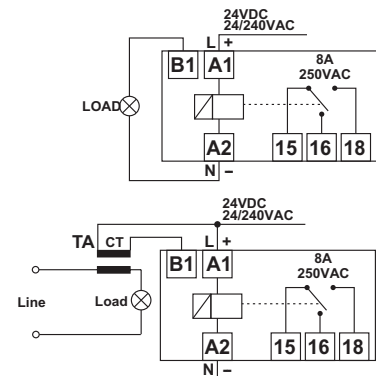 24VDC
24/240VAC
L +
B1 A1
8A
250VAC
LOAD
A2
15 16 18
N –
24VDC
24/240VAC
TA CT
L +
B1 A1
8A
250VAC
Line
Load
A2
15 16 18
N –